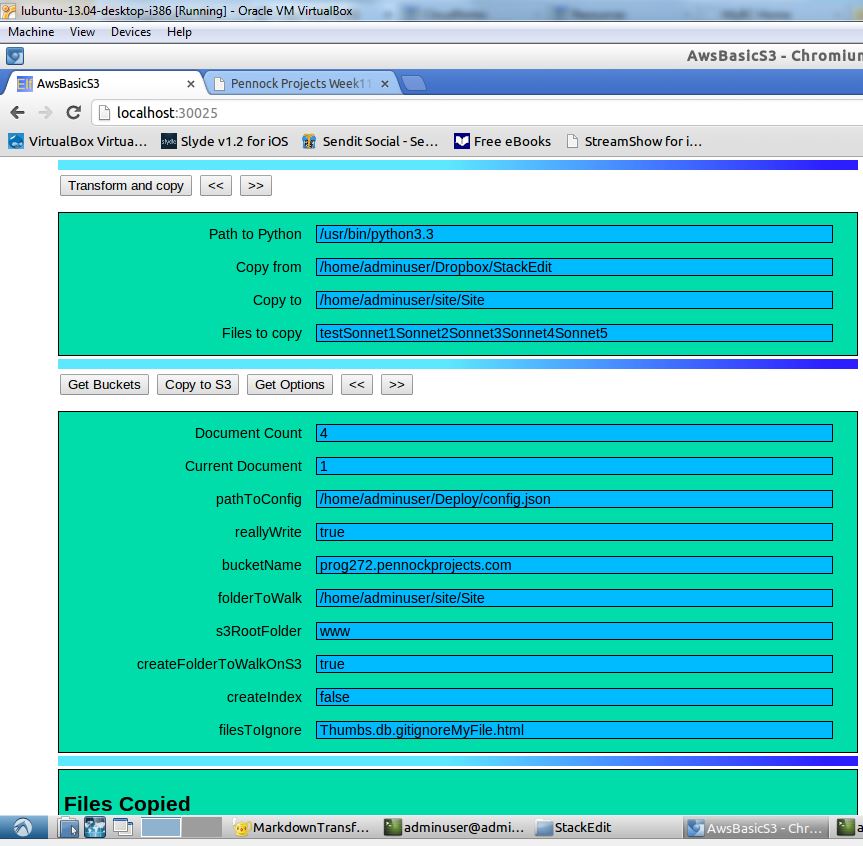 lubuntu-13.04-desktop-i386 [Running] - Oracle VM VirtualBox
Machine View Devices Help
AwsBasicS3 - Chromium
AwsBasicS3 × Pennock Projects Week11 ×
localhost:30025
VirtualBox Virtua... Slyde v1.2 for iOS Sendit Social - Se... Free eBooks StreamShow for i...
Transform and copy << >>
Path to Python /usr/bin/python3.3
Copy from /home/adminuser/Dropbox/StackEdit
Copy to /home/adminuser/site/Site
Files to copy testSonnet1Sonnet2Sonnet3Sonnet4Sonnet5
Get Buckets Copy to S3 Get Options << >>
Document Count 4
Current Document 1
pathToConfig /home/adminuser/Deploy/config.json
reallyWrite true
bucketName prog272.pennockprojects.com
folderToWalk /home/adminuser/site/Site
s3RootFolder www
createFolderToWalkOnS3 true
createIndex false
filesToIgnore Thumbs.db.gitignoreMyFile.html
Files Copied
MarkdownTransf... adminuser@admi... StackEdit AwsBasicS3 - Chr... a